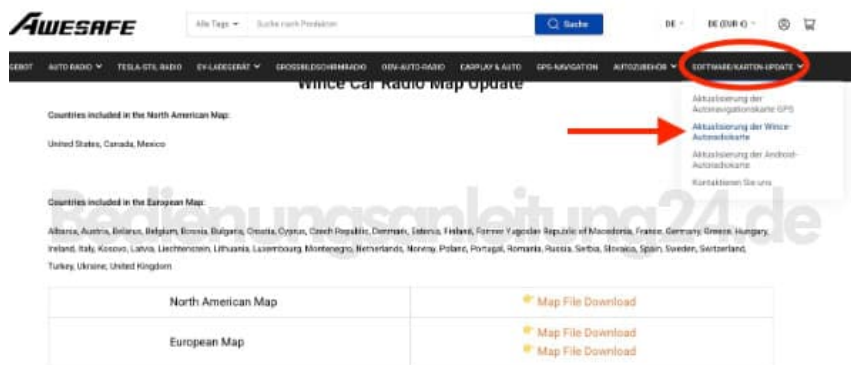 AWESAFE
Alle Tags
Suche nach Produkten
Suche
DE
DE (EUR €)
GEBOT
AUTO RADIO
TESLA-STIL RADIO
EV-LADEGERÄT
GROSSBILDSCHIRMRADIO
OEM-AUTO-RADIO
CARPLAY & AUTO
GPS-NAVIGATION
AUTOZUBEHÖR
SOFTWARE/KARTEN-UPDATE
Wince Car Radio Map Update
Aktualisierung der
Autonavigationskarte GPS
Aktualisierung der Wince-
Autoradiokarte
Aktualisierung der Android-
Autoradiokarte
Kontaktieren Sie uns
Countries included in the North American Map:
United States, Canada, Mexico
Countries included in the European Map:
Albania, Austria, Belarus, Belgium, Bosnia, Bulgaria, Croatia, Cyprus, Czech Republic, Denmark, Estonia, Finland, Former Yugoslav Republic of Macedonia, France, Germany, Greece, Hungary,
Ireland, Italy, Kosovo, Latvia, Liechtenstein, Lithuania, Luxembourg, Montenegro, Netherlands, Norway, Poland, Portugal, Romania, Russia, Serbia, Slovakia, Spain, Sweden, Switzerland,
Turkey, Ukraine, United Kingdom
Bedienungsanleitung24.de
North American Map
Map File Download
European Map
Map File Download
Map File Download